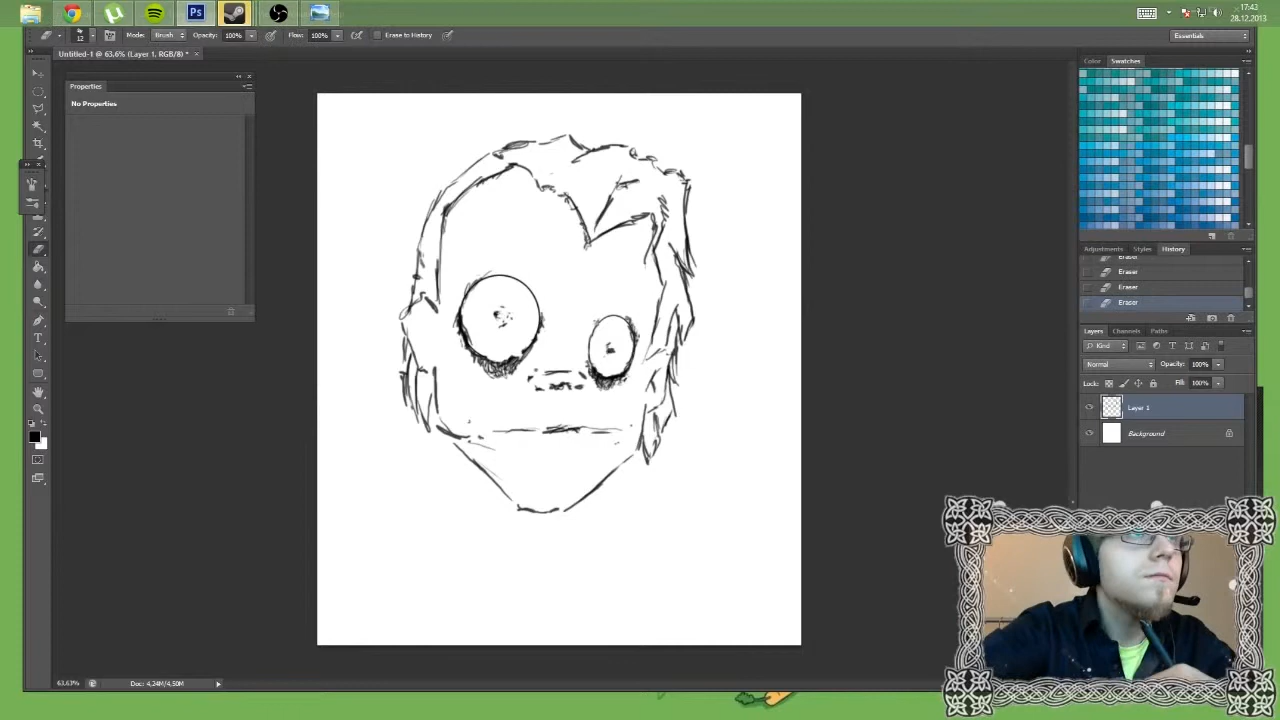 17:43
28.12.2013
12
Mode: Brush Opacity: 100% Flow: 100% Erase to History Essentials
Untitled-1 @ 63,6% (Layer 1, RGB/8) *
Properties
No Properties
Color Swatches
Adjustments Styles History
Eraser
Eraser
Eraser
Eraser
Layers Channels Paths
Kind
Normal Opacity: 100%
Lock: Fill: 100%
Layer 1
Background
63,63% Doc: 4,24M/4,50M